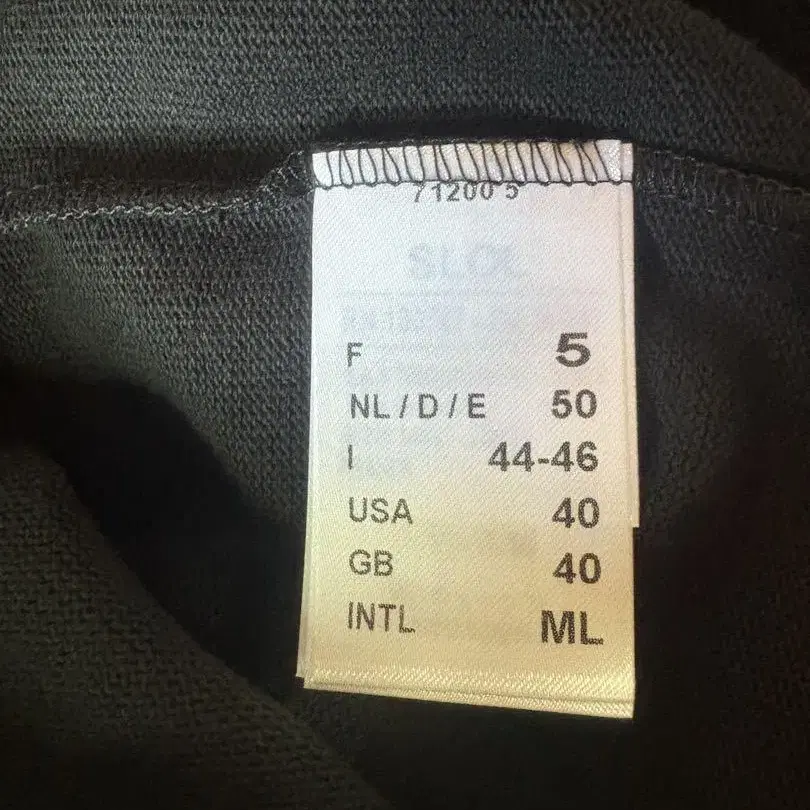 71200 5
F 5
NL / D / E 50
I 44-46
USA 40
GB 40
INTL ML